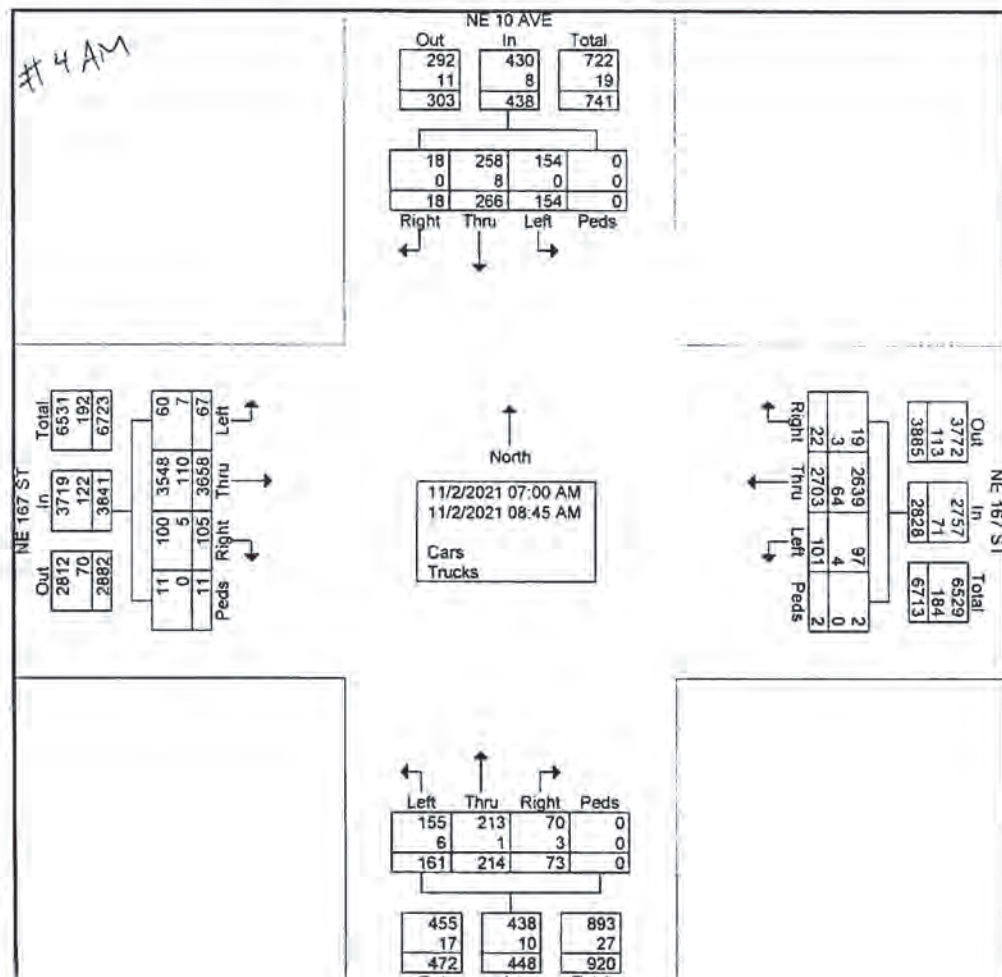 # 4 AM
NE 10 AVE
Out In Total
292 430 722
11 8 19
303 438 741
18 258 154 0
0 8 0 0
18 266 154 0
Right Thru Left Peds
NE 167 ST
Total In Out
6531 3719 2812
192 122 70
6723 3841 2882
60 3548 100 11
7 110 5 0
67 3658 105 11
Left Thru Right Peds
North
11/2/2021 07:00 AM
11/2/2021 08:45 AM
Cars
Trucks
Right Thru Left Peds
22 2703 101 2
3 64 4 0
19 2639 97 2
3885 2828 6713
113 71 184
3772 2757 6529
Out In Total
NE 167 ST
Left Thru Right Peds
155 213 70 0
6 1 3 0
161 214 73 0
455 438 893
17 10 27
472 448 920